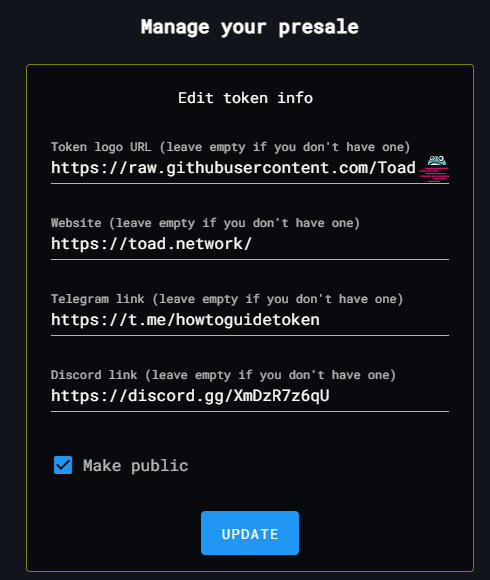 Manage your presale
Edit token info
Token logo URL (leave empty if you don't have one)
https://raw.githubusercontent.com/Toad
Website (leave empty if you don't have one)
https://toad.network/
Telegram link (leave empty if you don't have one)
https://t.me/howtoguidetoken
Discord link (leave empty if you don't have one)
https://discord.gg/XmDzR7z6qU
Make public
UPDATE